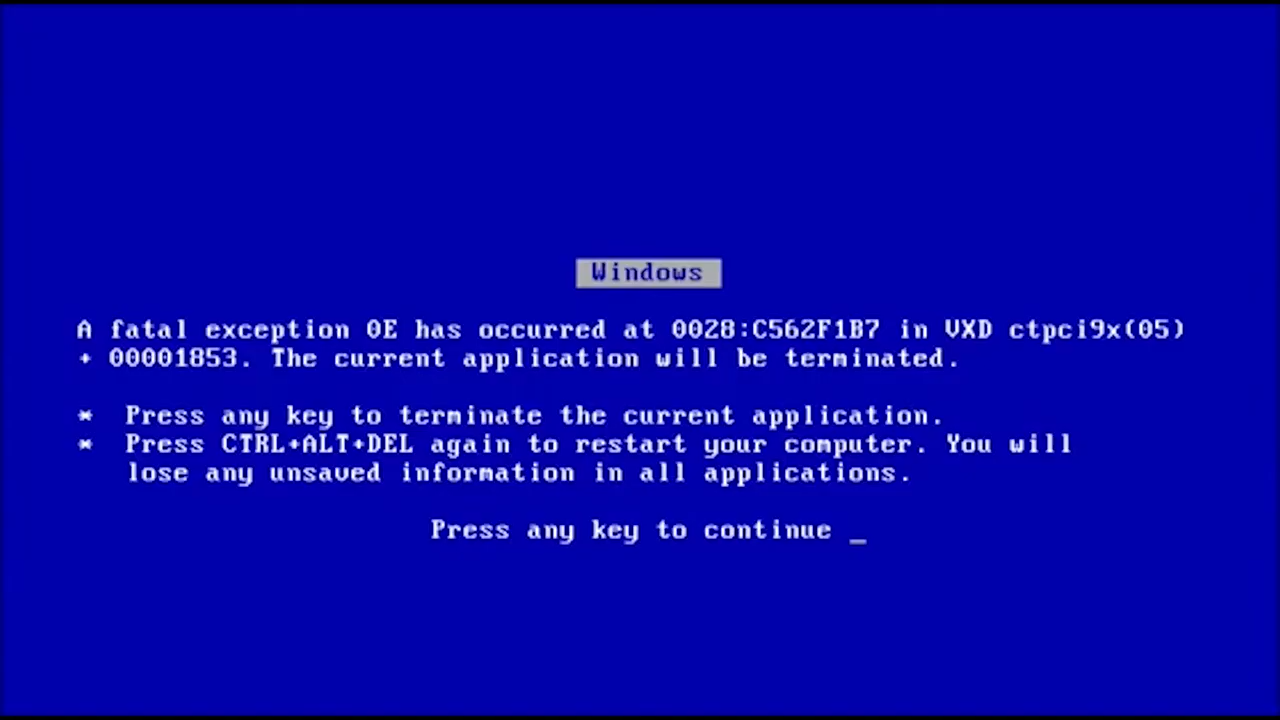 Windows
A fatal exception 0E has occurred at 0028:C562F1B7 in VXD ctpci9x(05)
+ 00001853. The current application will be terminated.
* Press any key to terminate the current application.
* Press CTRL+ALT+DEL again to restart your computer. You will
lose any unsaved information in all applications.
Press any key to continue _